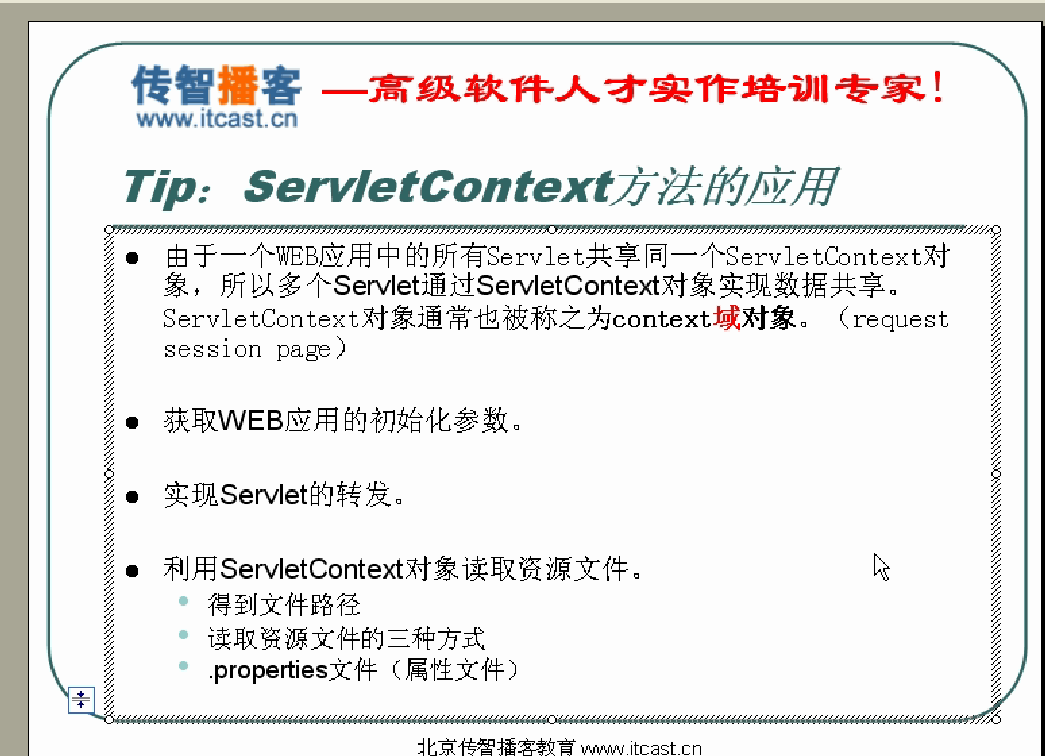 传智播客 —高级软件人才实作培训专家!
www.itcast.cn
Tip：ServletContext方法的应用
由于一个WEB应用中的所有Servlet共享同一个ServletContext对
象，所以多个Servlet通过ServletContext对象实现数据共享。
ServletContext对象通常也被称之为context域对象。（request
session page）
获取WEB应用的初始化参数。
实现Servlet的转发。
利用ServletContext对象读取资源文件。
得到文件路径
读取资源文件的三种方式
.properties文件（属性文件）
北京传智播客教育 www.itcast.cn